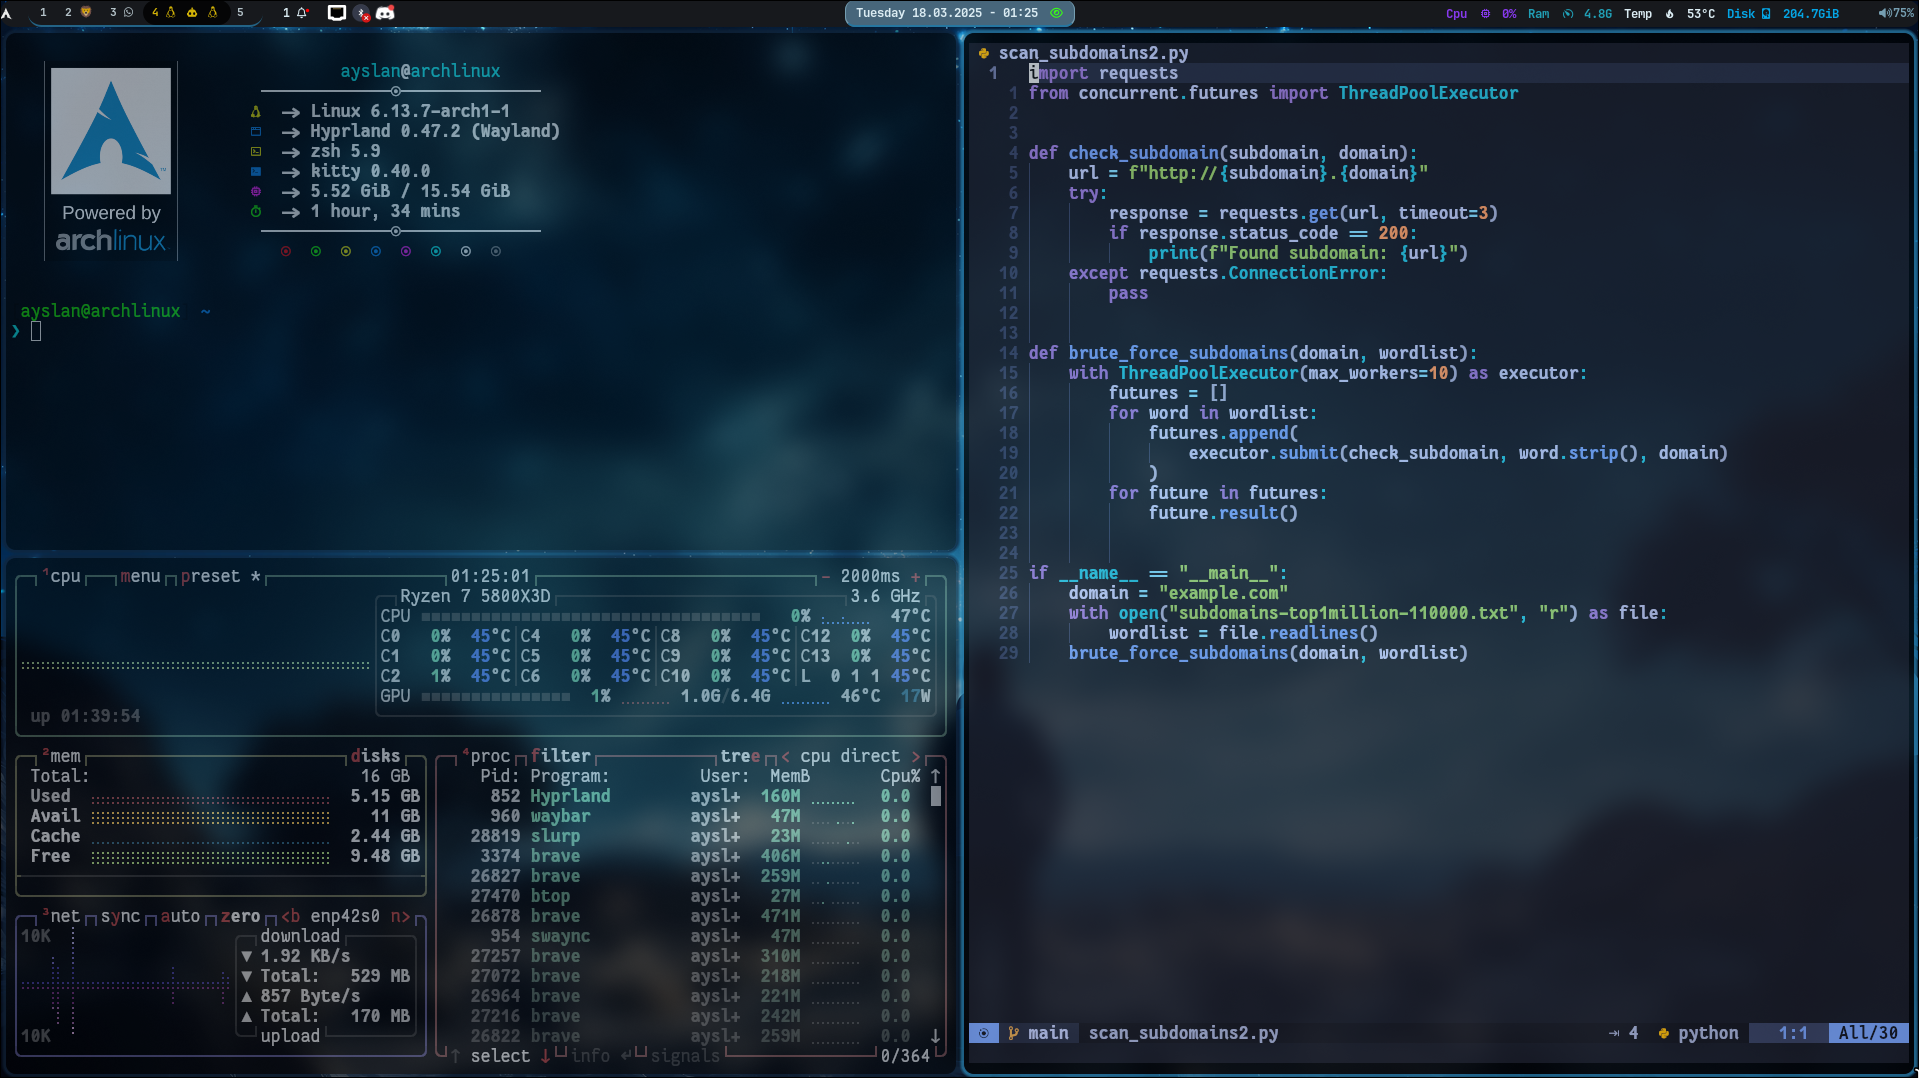 1 2 3 4 5 1 Tuesday 18.03.2025 - 01:25 Cpu 0% Ram 4.8G Temp 53°C Disk 204.7GiB 75%
Powered by
archlinux
ayslan@archlinux
Linux 6.13.7-arch1-1
Hyprland 0.47.2 (Wayland)
zsh 5.9
kitty 0.40.0
5.52 GiB / 15.54 GiB
1 hour, 34 mins
ayslan@archlinux ~
❯
scan_subdomains2.py
1 import requests
1 from concurrent.futures import ThreadPoolExecutor
2
3
4 def check_subdomain(subdomain, domain):
5 url = f"http://{subdomain}.{domain}"
6 try:
7 response = requests.get(url, timeout=3)
8 if response.status_code == 200:
9 print(f"Found subdomain: {url}")
10 except requests.ConnectionError:
11 pass
12
13
14 def brute_force_subdomains(domain, wordlist):
15 with ThreadPoolExecutor(max_workers=10) as executor:
16 futures = []
17 for word in wordlist:
18 futures.append(
19 executor.submit(check_subdomain, word.strip(), domain)
20 )
21 for future in futures:
22 future.result()
23
24
25 if __name__ == "__main__":
26 domain = "example.com"
27 with open("subdomains-top1million-110000.txt", "r") as file:
28 wordlist = file.readlines()
29 brute_force_subdomains(domain, wordlist)
main scan_subdomains2.py 4 python 1:1 All/30
¹cpu menu preset * 01:25:01 - 2000ms +
Ryzen 7 5800X3D 3.6 GHz
CPU 0% 47°C
C0 0% 45°C C4 0% 45°C C8 0% 45°C C12 0% 45°C
C1 0% 45°C C5 0% 45°C C9 0% 45°C C13 0% 45°C
C2 1% 45°C C6 0% 45°C C10 0% 45°C L 0 1 1 45°C
GPU 1% 1.0G/6.4G 46°C 17W
up 01:39:54
²mem disks
Total: 16 GB
Used 5.15 GB
Avail 11 GB
Cache 2.44 GB
Free 9.48 GB
³net sync auto zero <b enp42s0 n>
10K
download
▼ 1.92 KB/s
▼ Total: 529 MB
▲ 857 Byte/s
▲ Total: 170 MB
10K
upload
⁴proc filter tree < cpu direct >
Pid: Program: User: MemB Cpu% ↑
852 Hyprland aysl+ 160M 0.0
960 waybar aysl+ 47M 0.0
28819 slurp aysl+ 23M 0.0
3374 brave aysl+ 406M 0.0
26827 brave aysl+ 259M 0.0
27470 btop aysl+ 27M 0.0
26878 brave aysl+ 471M 0.0
954 swaync aysl+ 47M 0.0
27257 brave aysl+ 310M 0.0
27072 brave aysl+ 218M 0.0
26964 brave aysl+ 221M 0.0
27216 brave aysl+ 242M 0.0
26822 brave aysl+ 259M 0.0 ↓
↑ select ↓ info ↵ signals 0/364